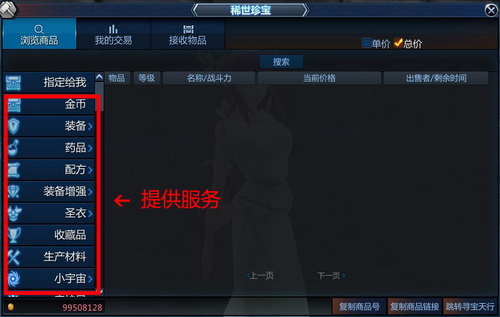 稀世珍宝
浏览商品 我的交易 接收物品
单价 总价
搜索
指定给我 物品 等级 名称/战斗力 当前价格 出售者/剩余时间
金币
装备
药品
配方
装备增强
圣衣
收藏品
生产材料
小宇宙
← 提供服务
上一页 下一页
99508128 复制商品号 复制商品链接 跳转寻宝天行